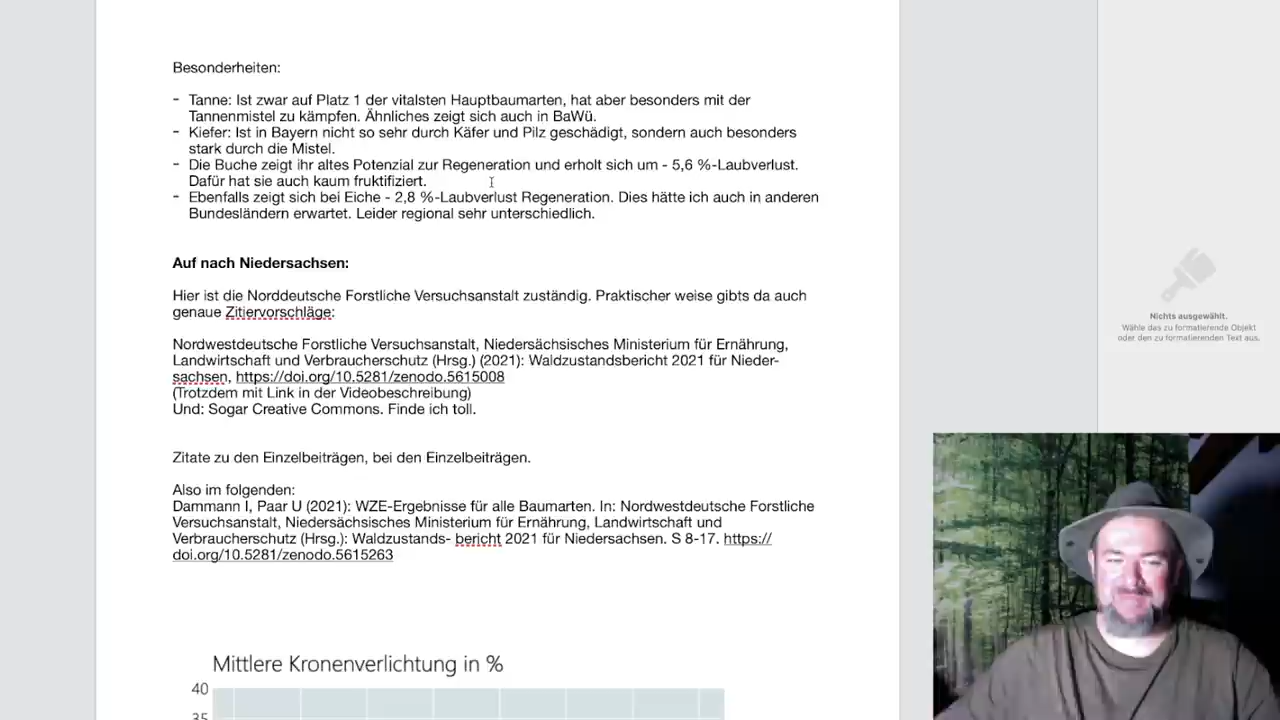 Besonderheiten:
- Tanne: Ist zwar auf Platz 1 der vitalsten Hauptbaumarten, hat aber besonders mit der
Tannenmistel zu kämpfen. Ähnliches zeigt sich auch in BaWü.
- Kiefer: Ist in Bayern nicht so sehr durch Käfer und Pilz geschädigt, sondern auch besonders
stark durch die Mistel.
- Die Buche zeigt ihr altes Potenzial zur Regeneration und erholt sich um - 5,6 %-Laubverlust.
Dafür hat sie auch kaum fruktifiziert.
- Ebenfalls zeigt sich bei Eiche - 2,8 %-Laubverlust Regeneration. Dies hätte ich auch in anderen
Bundesländern erwartet. Leider regional sehr unterschiedlich.
Auf nach Niedersachsen:
Hier ist die Norddeutsche Forstliche Versuchsanstalt zuständig. Praktischer weise gibts da auch
genaue Zitiervorschläge:
Nordwestdeutsche Forstliche Versuchsanstalt, Niedersächsisches Ministerium für Ernährung,
Landwirtschaft und Verbraucherschutz (Hrsg.) (2021): Waldzustandsbericht 2021 für Nieder-
sachsen, https://doi.org/10.5281/zenodo.5615008
(Trotzdem mit Link in der Videobeschreibung)
Und: Sogar Creative Commons. Finde ich toll.
Zitate zu den Einzelbeiträgen, bei den Einzelbeiträgen.
Also im folgenden:
Dammann I, Paar U (2021): WZE-Ergebnisse für alle Baumarten. In: Nordwestdeutsche Forstliche
Versuchsanstalt, Niedersächsisches Ministerium für Ernährung, Landwirtschaft und
Verbraucherschutz (Hrsg.): Waldzustands- bericht 2021 für Niedersachsen. S 8-17. https://
doi.org/10.5281/zenodo.5615263
Mittlere Kronenverlichtung in %
40
35
Nichts ausgewählt.
Wähle das zu formatierende Objekt
oder den zu formatierenden Text aus.